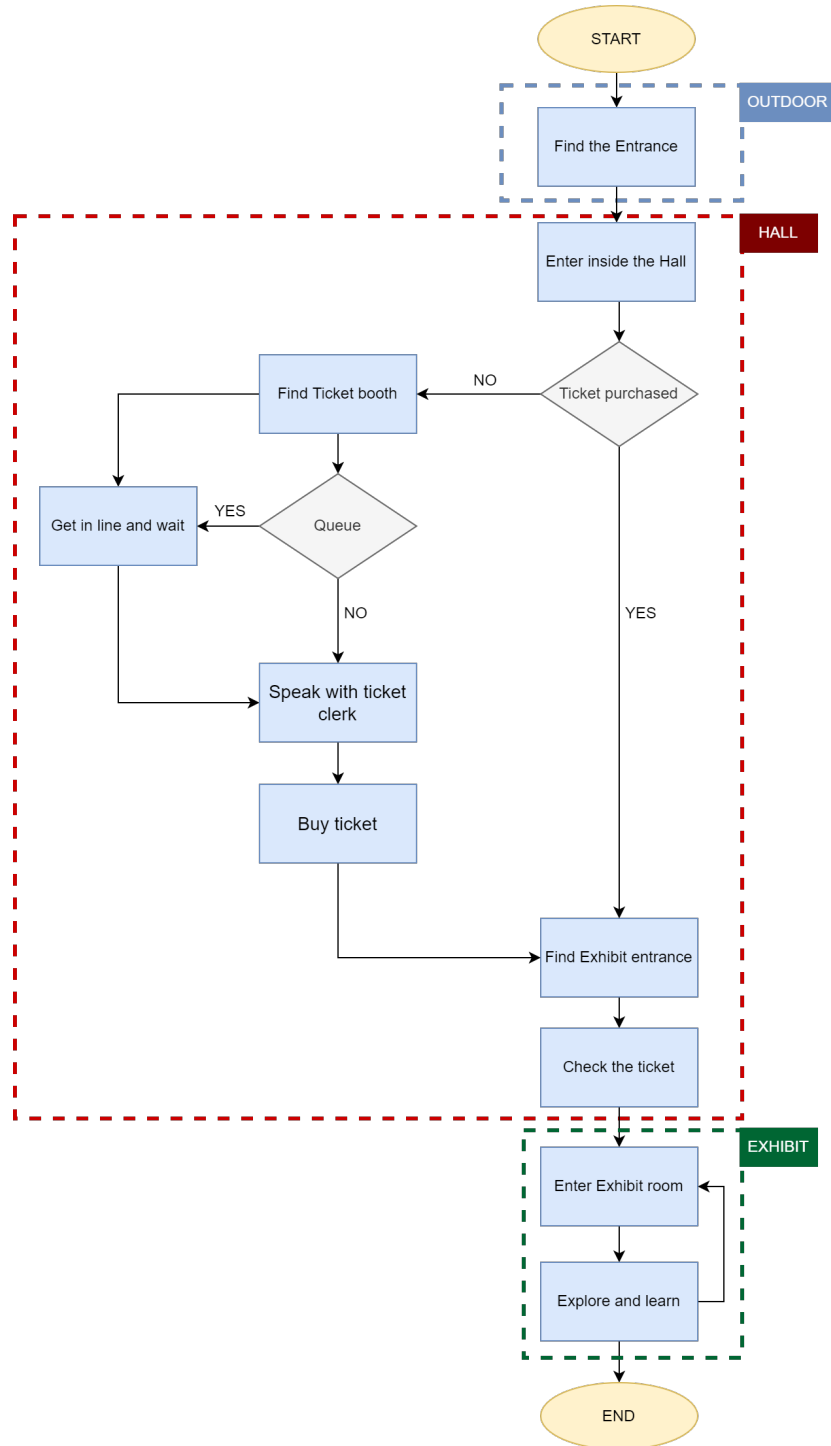 START
OUTDOOR
Find the Entrance
HALL
Enter inside the Hall
Ticket purchased
NO
Find Ticket booth
Get in line and wait
YES
Queue
NO
YES
Speak with ticket
clerk
Buy ticket
Find Exhibit entrance
Check the ticket
EXHIBIT
Enter Exhibit room
Explore and learn
END